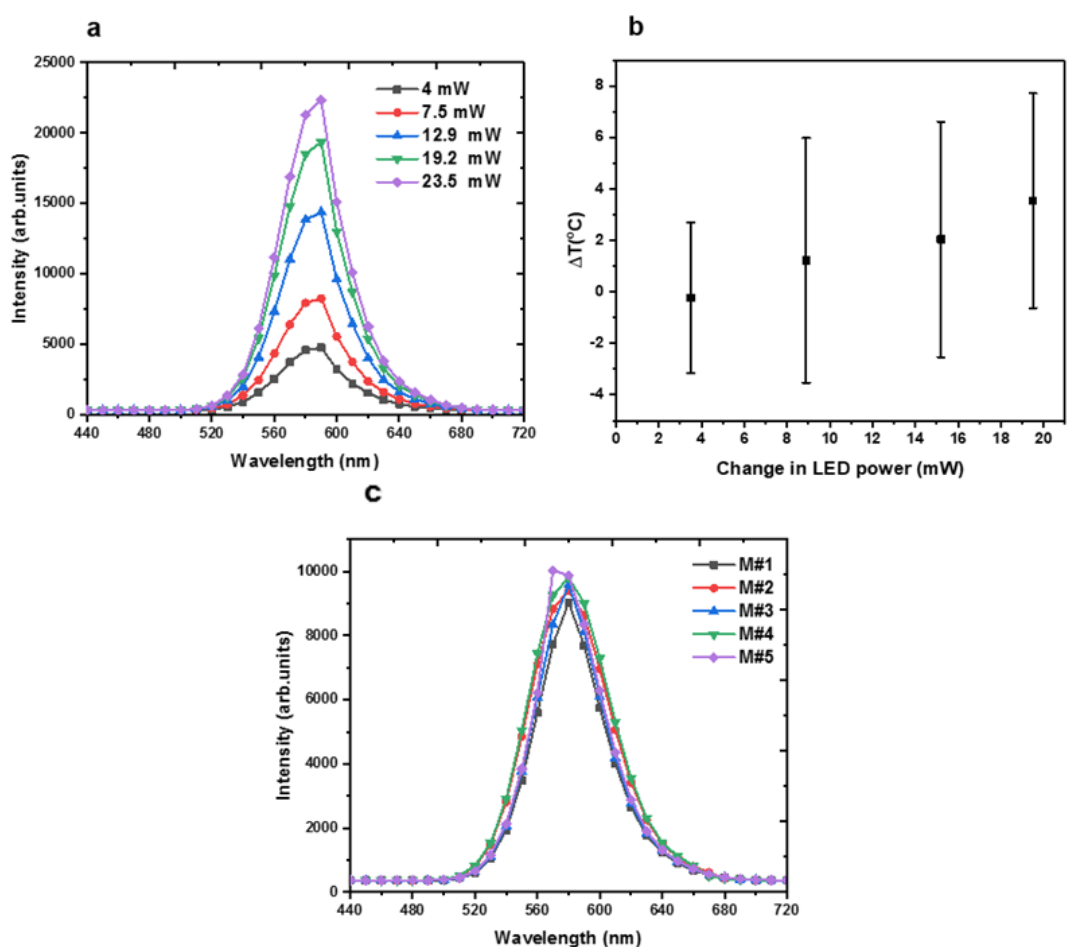 a
25000
20000
15000
10000
5000
0
Intensity (arb.units)
4 mW
7.5 mW
12.9 mW
19.2 mW
23.5 mW
440 480 520 560 600 640 680 720
Wavelength (nm)
b
8
6
4
2
0
-2
-4
ΔT(°C)
0 2 4 6 8 10 12 14 16 18 20
Change in LED power (mW)
c
10000
8000
6000
4000
2000
0
Intensity (arb.units)
M#1
M#2
M#3
M#4
M#5
440 480 520 560 600 640 680 720
Wavelength (nm)